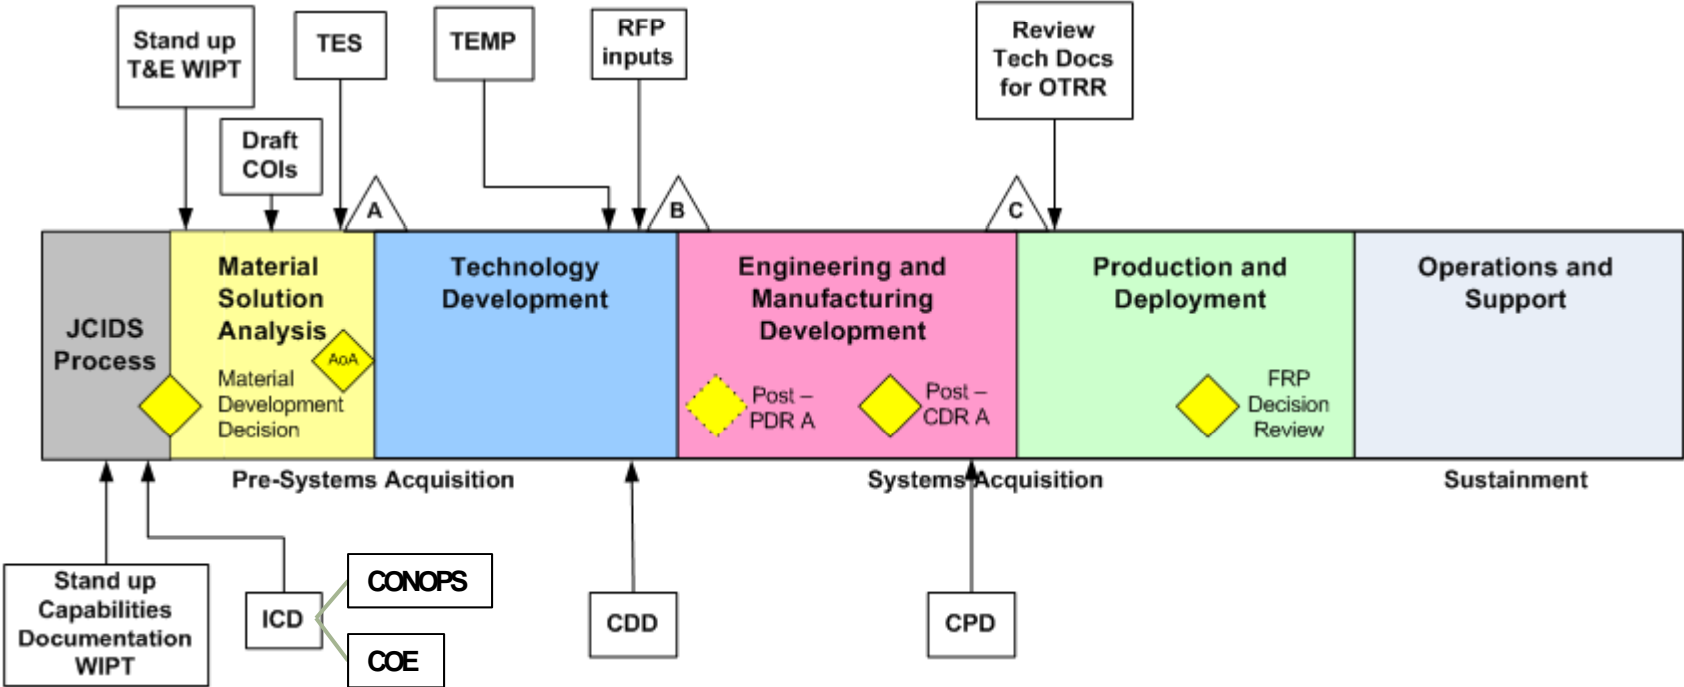 Stand up
T&E WIPT
TES
TEMP
RFP
inputs
Review
Tech Docs
for OTRR
Draft
COIs
A
B
C
JCIDS
Process
Material
Solution
Analysis
AoA
Material
Development
Decision
Technology
Development
Engineering and
Manufacturing
Development
Post –
PDR A
Post –
CDR A
Production and
Deployment
FRP
Decision
Review
Operations and
Support
Pre-Systems Acquisition
Systems Acquisition
Sustainment
Stand up
Capabilities
Documentation
WIPT
ICD
CONOPS
COE
CDD
CPD